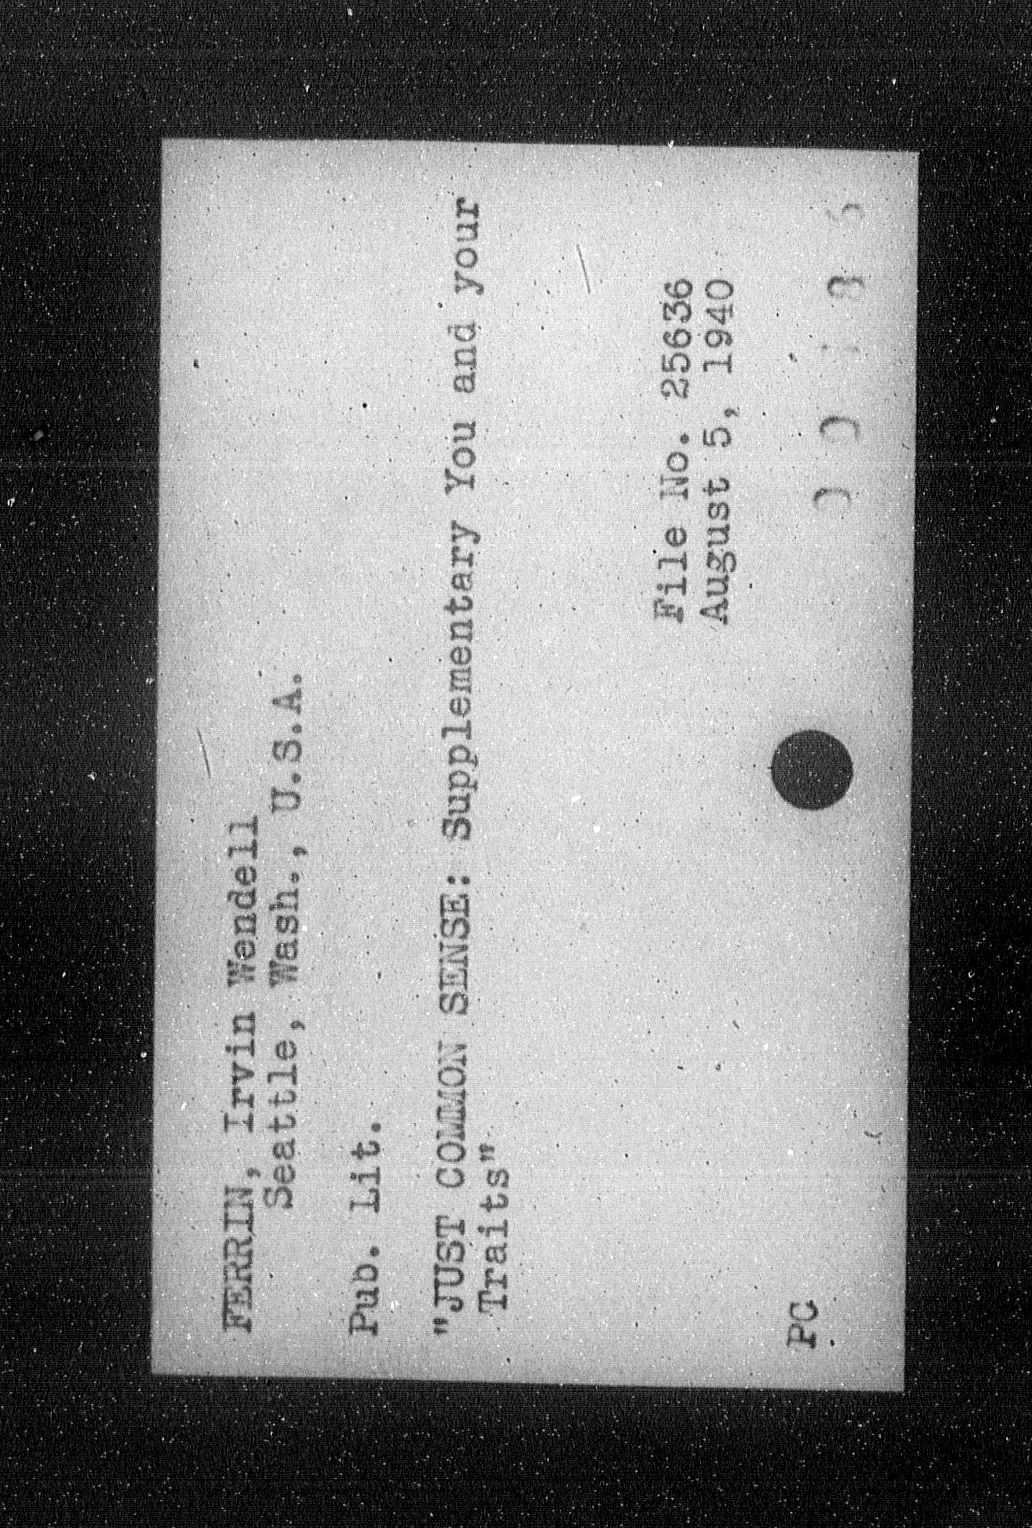 FERRIN, Irvin Wendell
Seattle, Wash., U.S.A.
Pub. Lit.
"JUST COMMON SENSE: Supplementary You and your
Traits"
File No. 25636
August 5, 1940
PC